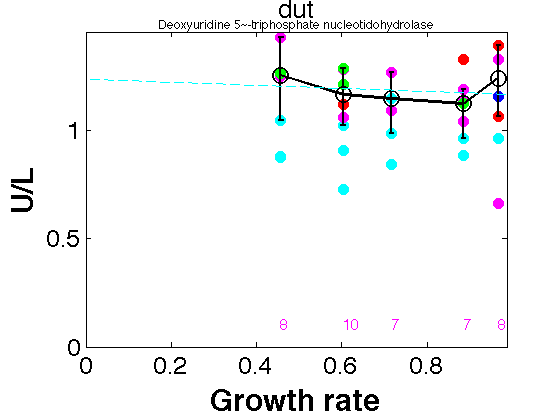 dut
Deoxyuridine 5~-triphosphate nucleotidohydrolase
U/L
1
0.5
0
8 10 7 7 8
0 0.2 0.4 0.6 0.8
Growth rate